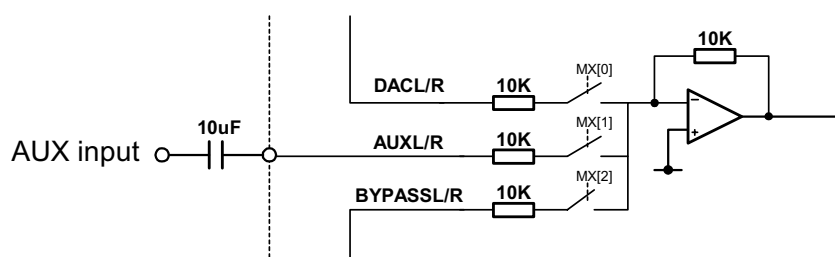 DACL/R 10K MX[0] 10K
10uF
AUX input AUXL/R 10K MX[1]
BYPASSL/R 10K MX[2]